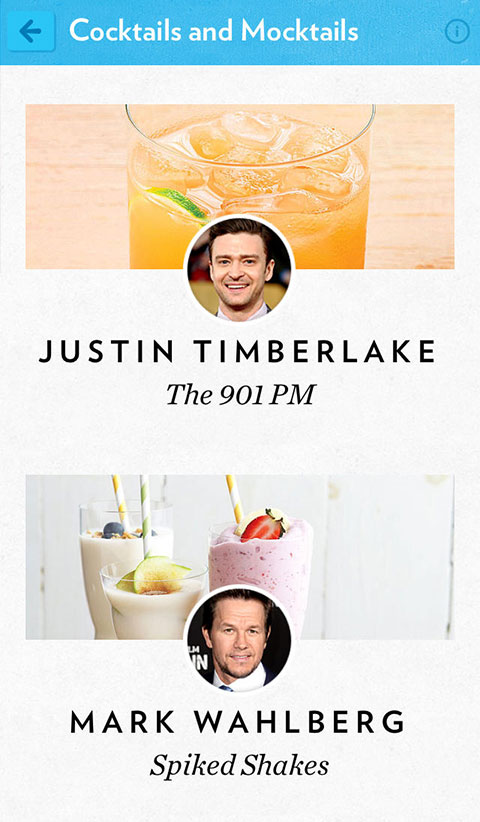 Cocktails and Mocktails
JUSTIN TIMBERLAKE
The 901 PM
MARK WAHLBERG
Spiked Shakes